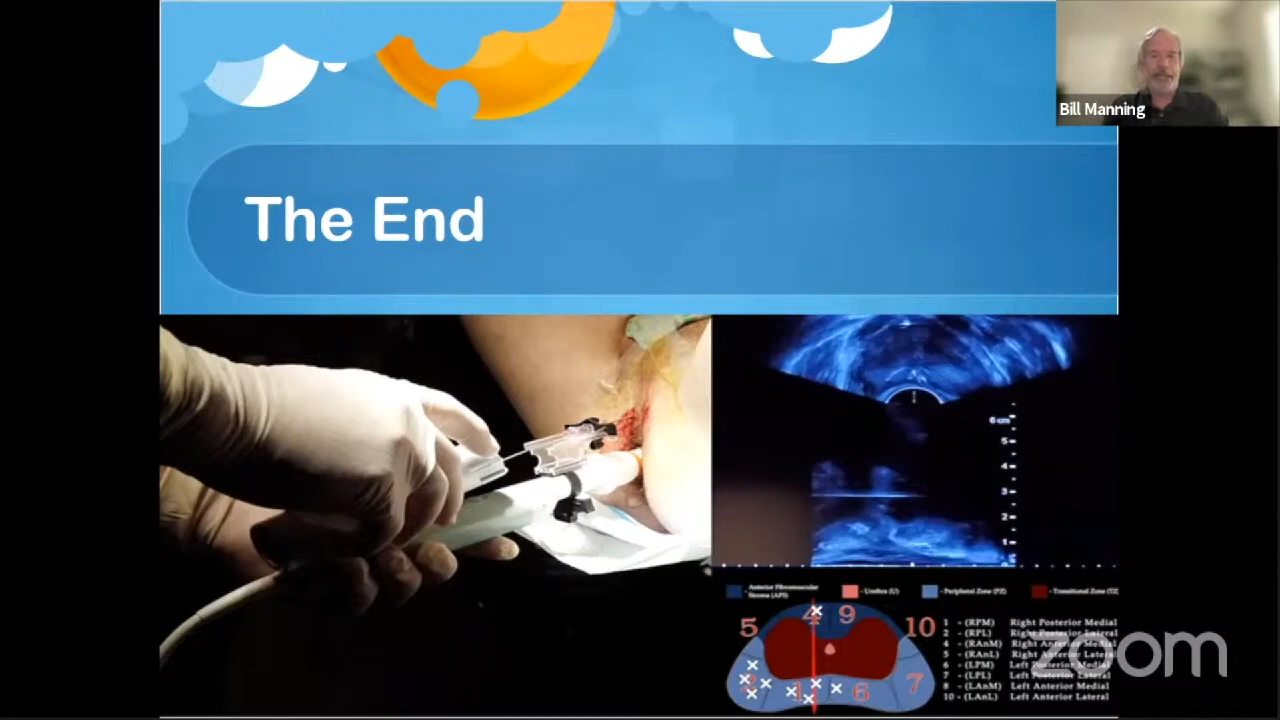 Bill Manning
The End
6 cm
5
4
3
2
1
- Anterior Fibromuscular
Stroma (AFS)
- Urethra (U)
- Peripheral Zone (PZ)
- Transitional Zone (TZ)
5
4
9
10
1
6
7
1 - (RPM) Right Posterior Medial
2 - (RPL) Right Posterior Lateral
4 - (RAnM) Right Anterior Medial
5 - (RAnL) Right Anterior Lateral
6 - (LPM) Left Posterior Medial
7 - (LPL) Left Posterior Lateral
8 - (LAnM) Left Anterior Medial
10 - (LAnL) Left Anterior Lateral
zoom